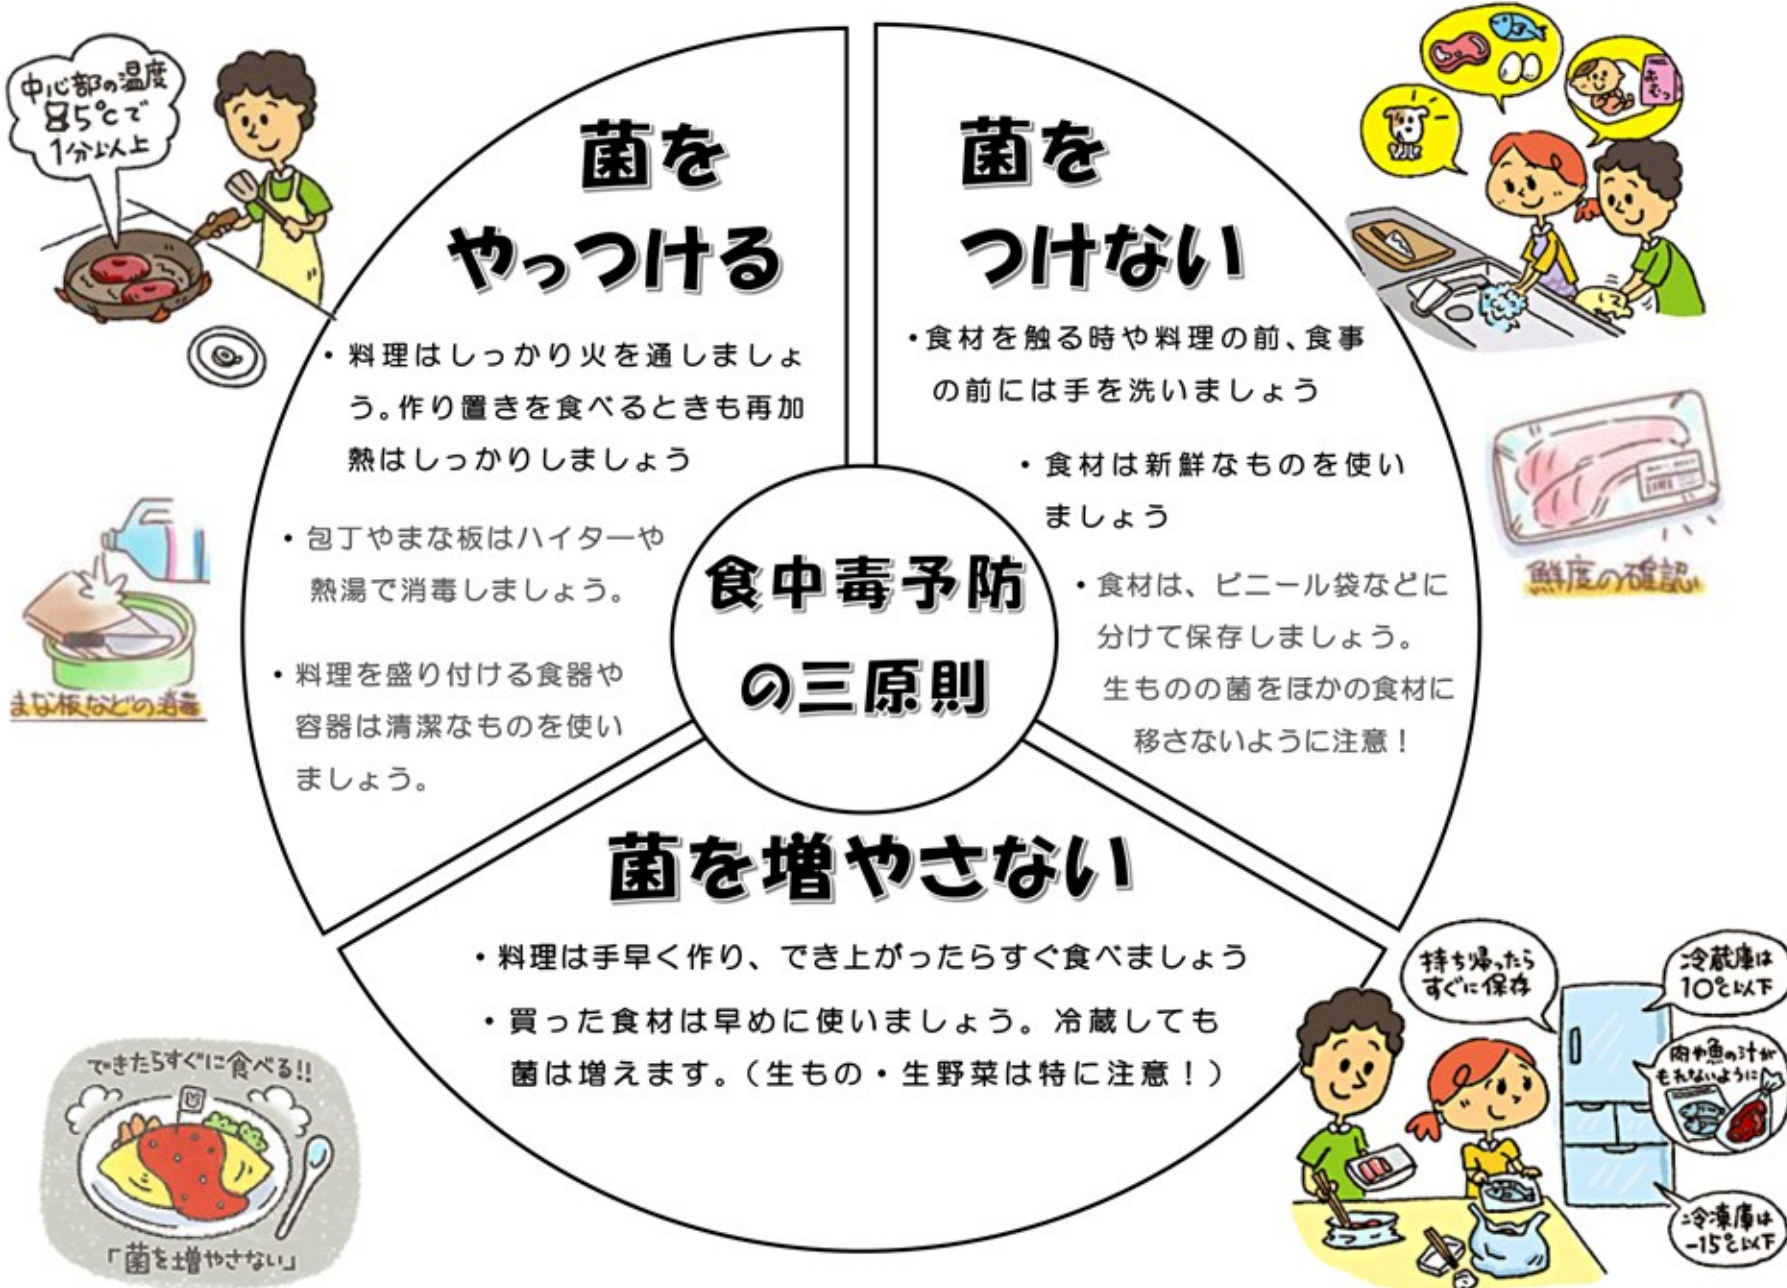 食中毒予防
の三原則
菌を
つけない
・食材を触る時や料理の前、食事
の前には手を洗いましょう
・食材は新鮮なものを使い
ましょう
・食材は、ビニール袋などに
分けて保存しましょう。
生ものの菌をほかの食材に
移さないように注意！
おむつ
鮮度の確認
菌を増やさない
・料理は手早く作り、でき上がったらすぐ食べましょう
・買った食材は早めに使いましょう。冷蔵しても
菌は増えます。（生もの・生野菜は特に注意！）
持ち帰ったら
すぐに保存
冷蔵庫は
10℃以下
肉や魚の汁が
もれないように
冷凍庫は
-15℃以下
できたらすぐに食べる!!
「菌を増やさない」
菌を
やっつける
・料理はしっかり火を通しましょ
う。作り置きを食べるときも再加
熱はしっかりしましょう
・包丁やまな板はハイターや
熱湯で消毒しましょう。
・料理を盛り付ける食器や
容器は清潔なものを使い
ましょう。
中心部の温度
85℃で
1分以上
まな板などの消毒